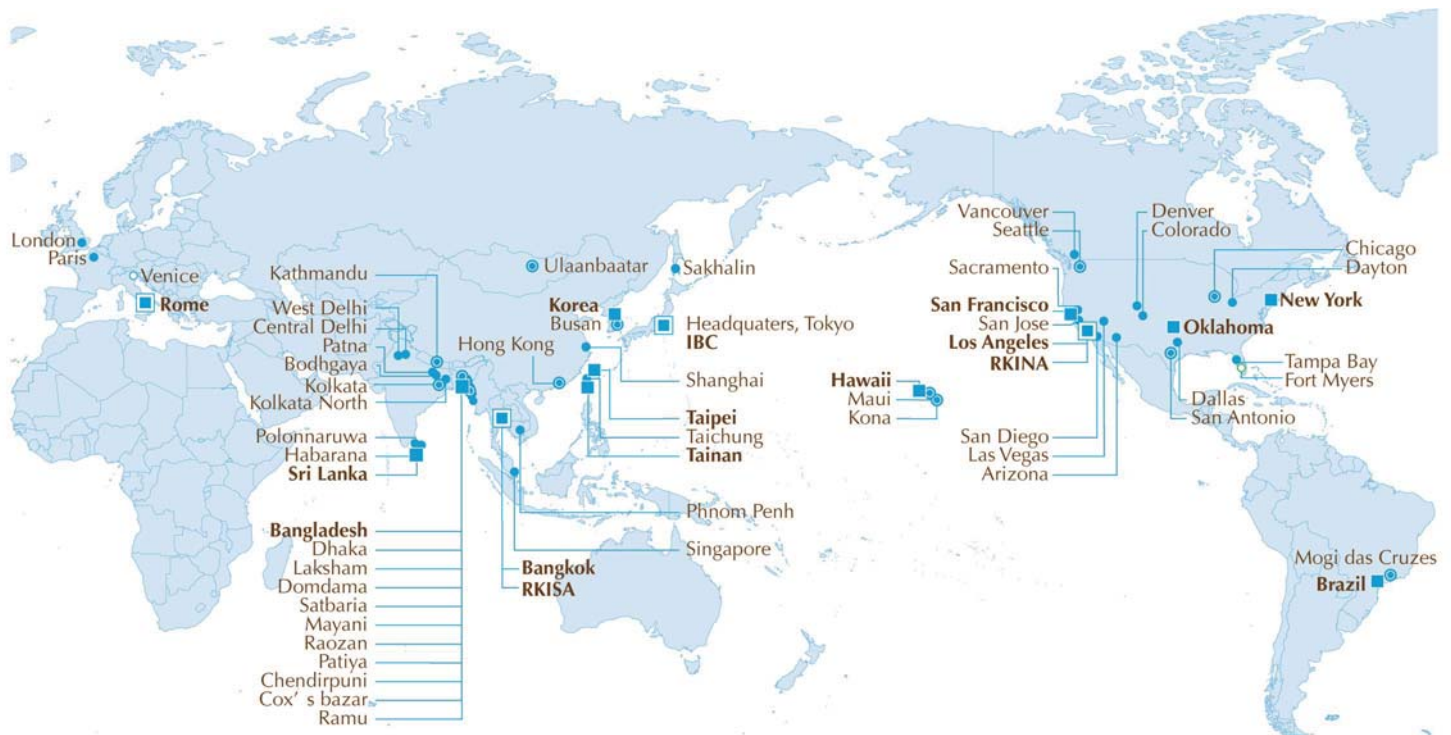 London
Paris
Venice
Rome
Kathmandu
West Delhi
Central Delhi
Patna
Bodhgaya
Kolkata
Kolkata North
Polonnaruwa
Habarana
Sri Lanka
Bangladesh
Dhaka
Laksham
Domdama
Satbaria
Mayani
Raozan
Patiya
Chendirpuni
Cox’ s bazar
Ramu
Ulaanbaatar
Sakhalin
Korea
Busan
Hong Kong
Headquaters, Tokyo
IBC
Shanghai
Taipei
Taichung
Tainan
Phnom Penh
Singapore
Bangkok
RKISA
Hawaii
Maui
Kona
Vancouver
Seattle
Sacramento
San Francisco
San Jose
Los Angeles
RKINA
San Diego
Las Vegas
Arizona
Denver
Colorado
Chicago
Dayton
New York
Oklahoma
Tampa Bay
Fort Myers
Dallas
San Antonio
Mogi das Cruzes
Brazil